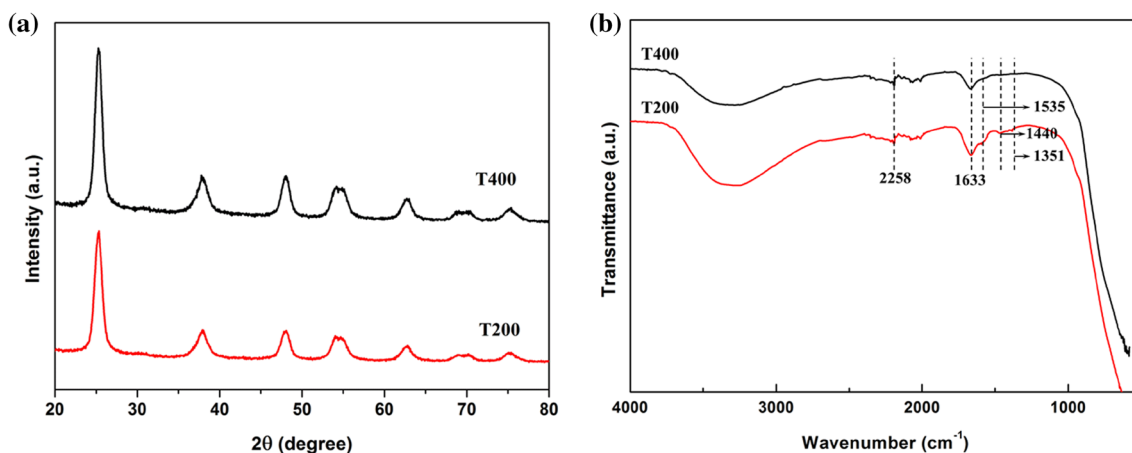 (a)
Intensity (a.u.)
T400
T200
20 30 40 50 60 70 80
2θ (degree)
(b)
Transmittance (a.u.)
T400
T200
1535
1440
1351
2258 1633
4000 3000 2000 1000
Wavenumber (cm⁻¹)